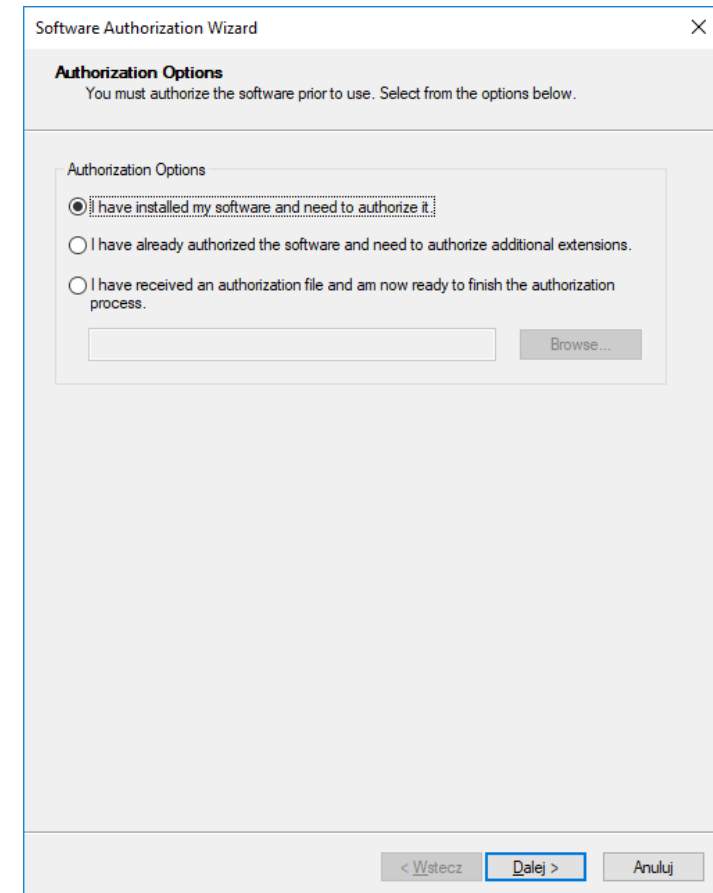 Software Authorization Wizard
Authorization Options
You must authorize the software prior to use. Select from the options below.
Authorization Options
I have installed my software and need to authorize it.
I have already authorized the software and need to authorize additional extensions.
I have received an authorization file and am now ready to finish the authorization
process.
Browse...
< Wstecz
Dalej >
Anuluj